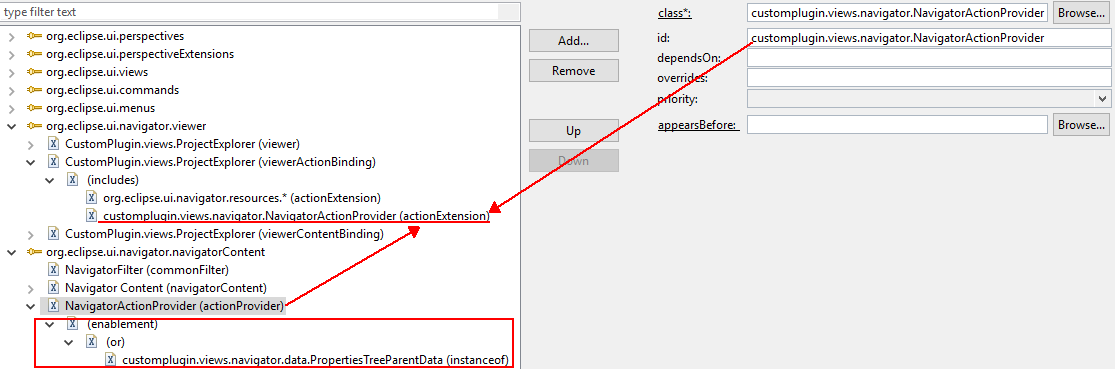 type filter text
org.eclipse.ui.perspectives
org.eclipse.ui.perspectiveExtensions
org.eclipse.ui.views
org.eclipse.ui.commands
org.eclipse.ui.menus
org.eclipse.ui.navigator.viewer
CustomPlugin.views.ProjectExplorer (viewer)
CustomPlugin.views.ProjectExplorer (viewerActionBinding)
(includes)
org.eclipse.ui.navigator.resources.* (actionExtension)
customplugin.views.navigator.NavigatorActionProvider (actionExtension)
CustomPlugin.views.ProjectExplorer (viewerContentBinding)
org.eclipse.ui.navigator.navigatorContent
NavigatorFilter (commonFilter)
Navigator Content (navigatorContent)
NavigatorActionProvider (actionProvider)
(enablement)
(or)
customplugin.views.navigator.data.PropertiesTreeParentData (instanceof)
Add...
Remove
Up
Down
class*: customplugin.views.navigator.NavigatorActionProvider Browse...
id: customplugin.views.navigator.NavigatorActionProvider
dependsOn:
overrides:
priority:
appearsBefore: Browse...